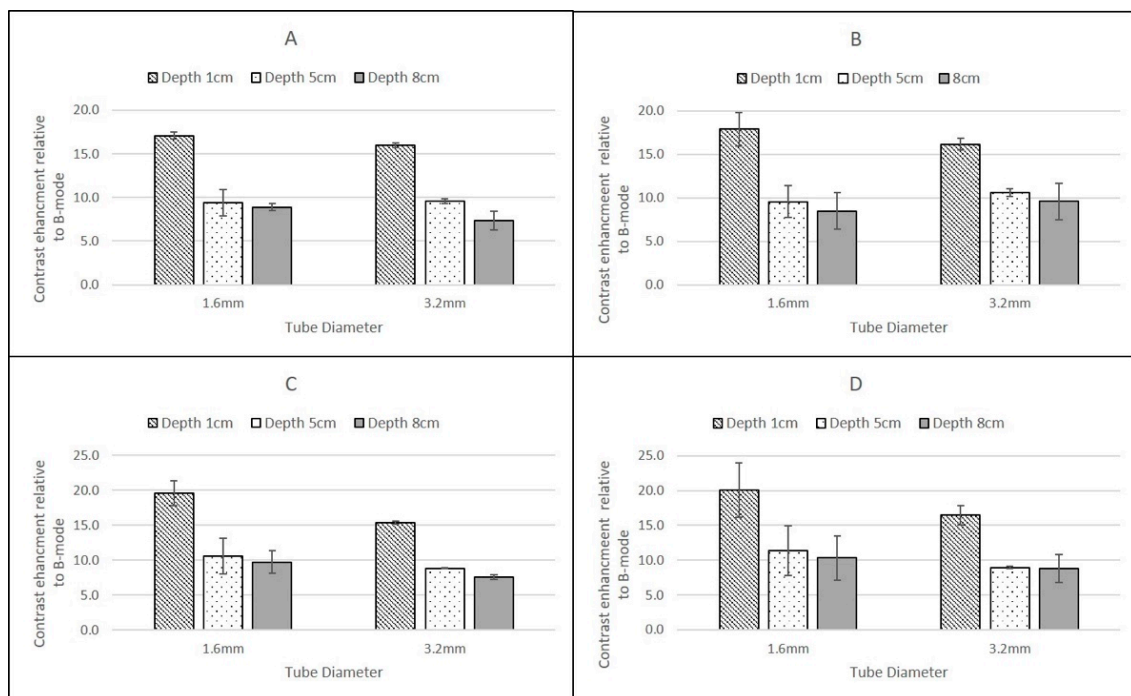 A
Depth 1cm Depth 5cm Depth 8cm
Contrast ehancment relative
to B-mode
20.0
15.0
10.0
5.0
0.0
1.6mm 3.2mm
Tube Diameter
B
Depth 1cm Depth 5cm 8cm
Contrast enhancmeent relative
to B-mode
20.0
15.0
10.0
5.0
0.0
1.6mm 3.2mm
Tube Diameter
C
Depth 1cm Depth 5cm Depth 8cm
Contrast ehancment relative
to B-mode
25.0
20.0
15.0
10.0
5.0
0.0
1.6mm 3.2mm
Tube Diameter
D
Depth 1cm Depth 5cm Depth 8cm
Contrast enhancmeent relative
to B-mode
25.0
20.0
15.0
10.0
5.0
0.0
1.6mm 3.2mm
Tube Diameter